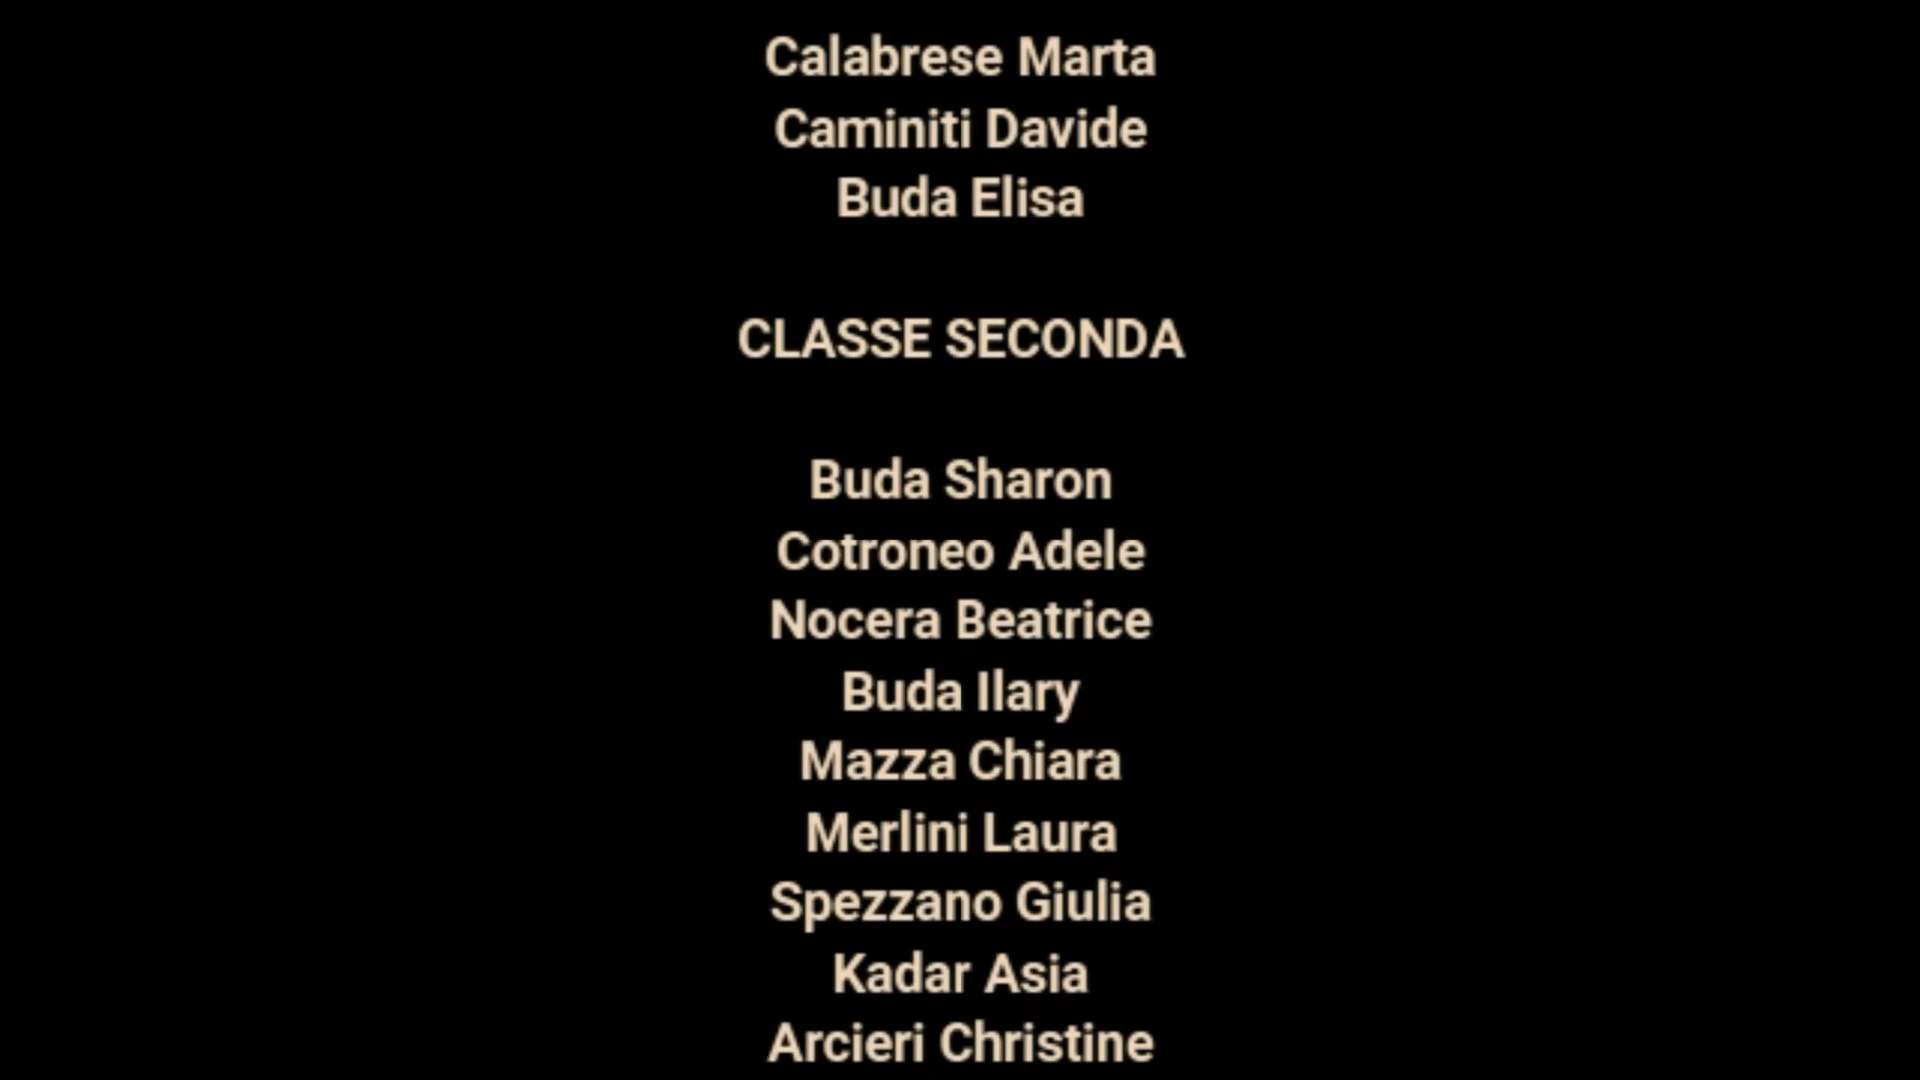 Calabrese Marta
Caminiti Davide
Buda Elisa
CLASSE SECONDA
Buda Sharon
Cotroneo Adele
Nocera Beatrice
Buda Ilary
Mazza Chiara
Merlini Laura
Spezzano Giulia
Kadar Asia
Arcieri Christine